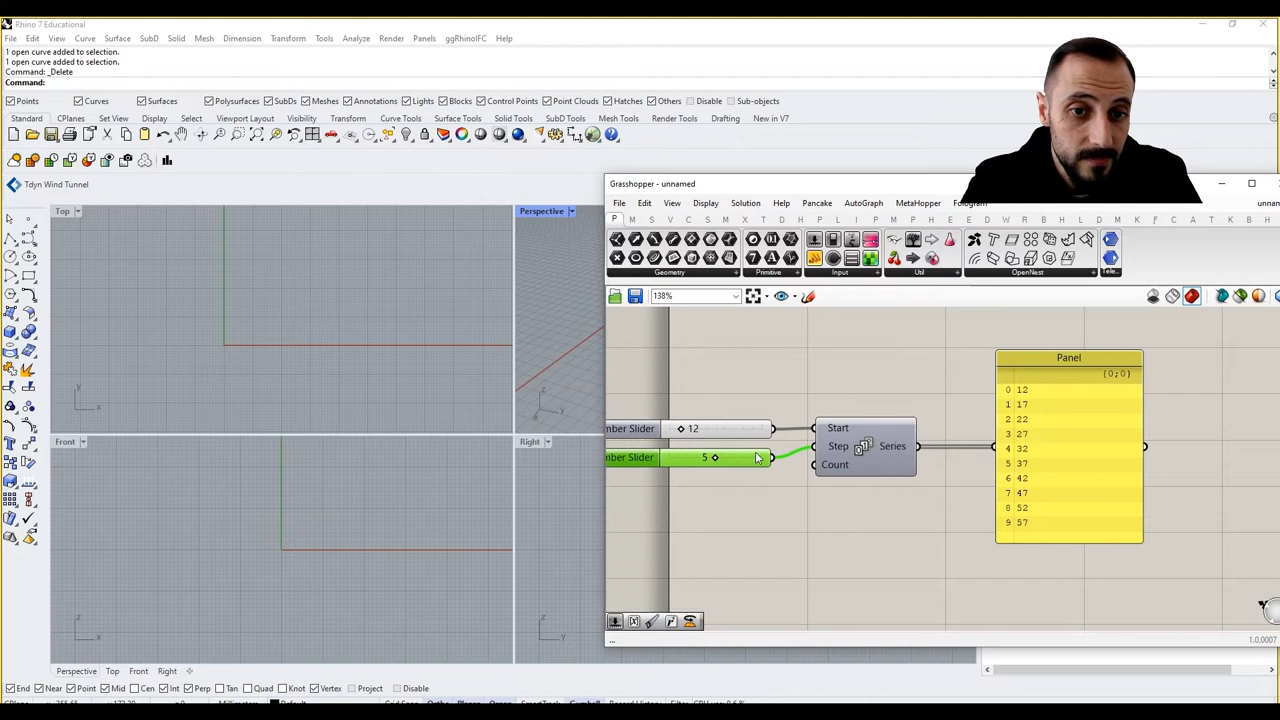 Rhino 7 Educational
File Edit View Curve Surface SubD Solid Mesh Dimension Transform Tools Analyze Render Panels ggRhinoIFC Help
1 open curve added to selection.
1 open curve added to selection.
Command: _Delete
Command:
Points Curves Surfaces Polysurfaces SubDs Meshes Annotations Lights Blocks Control Points Point Clouds Hatches Others Disable Sub-objects
Standard CPlanes Set View Display Select Viewport Layout Visibility Transform Curve Tools Surface Tools Solid Tools SubD Tools Mesh Tools Render Tools Drafting New in V7
Tdyn Wind Tunnel
Top
Perspective
Front
Right
y
x
z
x
z
y
z
y
Grasshopper - unnamed
File Edit View Display Solution Help Pancake AutoGraph MetaHopper
P M S V C S M I T D W R L B K A P M E K F G H L T D M K F P G A B H
Geometry Primitive Input Util OpenNest Tele...
138%
mber Slider 12
mber Slider 5
Start
Step
Count
Series
Panel
{0;0}
0 12
1 17
2 22
3 27
4 32
5 37
6 42
7 47
8 52
9 57
...
1.0.0007
Perspective Top Front Right
End Near Point Mid Cen Int Perp Tan Quad Knot Vertex Project Disable